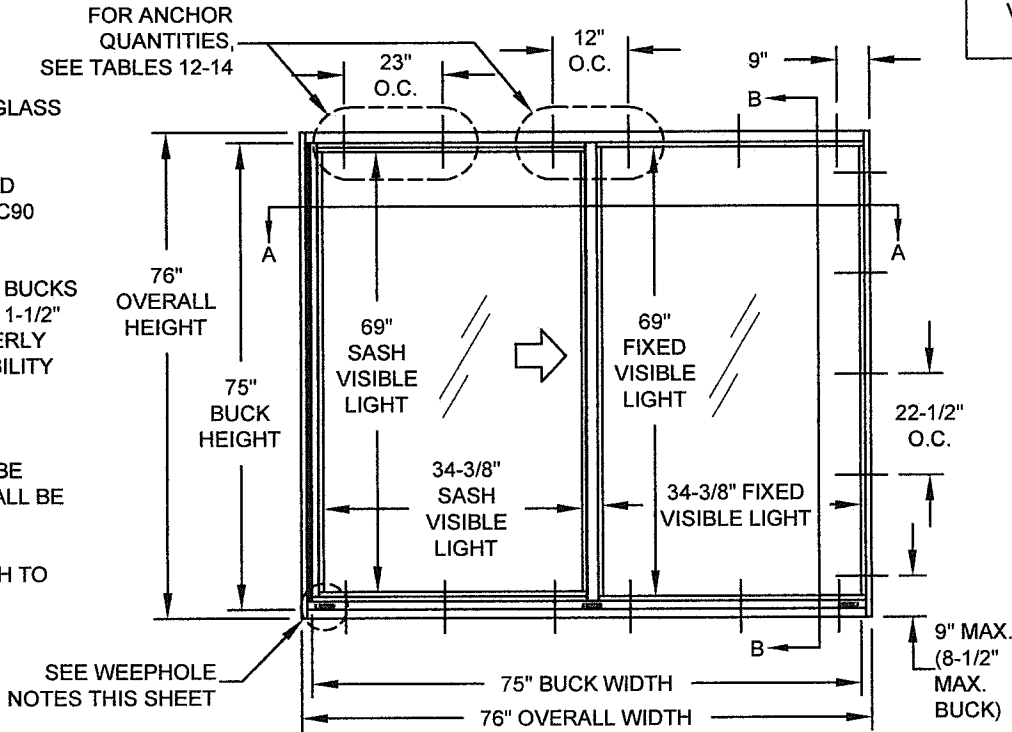 FOR ANCHOR
QUANTITIES,
SEE TABLES 12-14
23"
O.C.
12"
O.C.
9"
B
GLASS
C90
A
A
BUCKS
1-1/2"
76"
OVERALL
HEIGHT
75"
BUCK
HEIGHT
69"
SASH
VISIBLE
LIGHT
69"
FIXED
VISIBLE
LIGHT
22-1/2"
O.C.
BE
ALL BE
34-3/8"
SASH
VISIBLE
LIGHT
34-3/8" FIXED
VISIBLE LIGHT
TO
SEE WEEPHOLE
NOTES THIS SHEET
B
9" MAX.
(8-1/2"
MAX.
BUCK)
75" BUCK WIDTH
76" OVERALL WIDTH